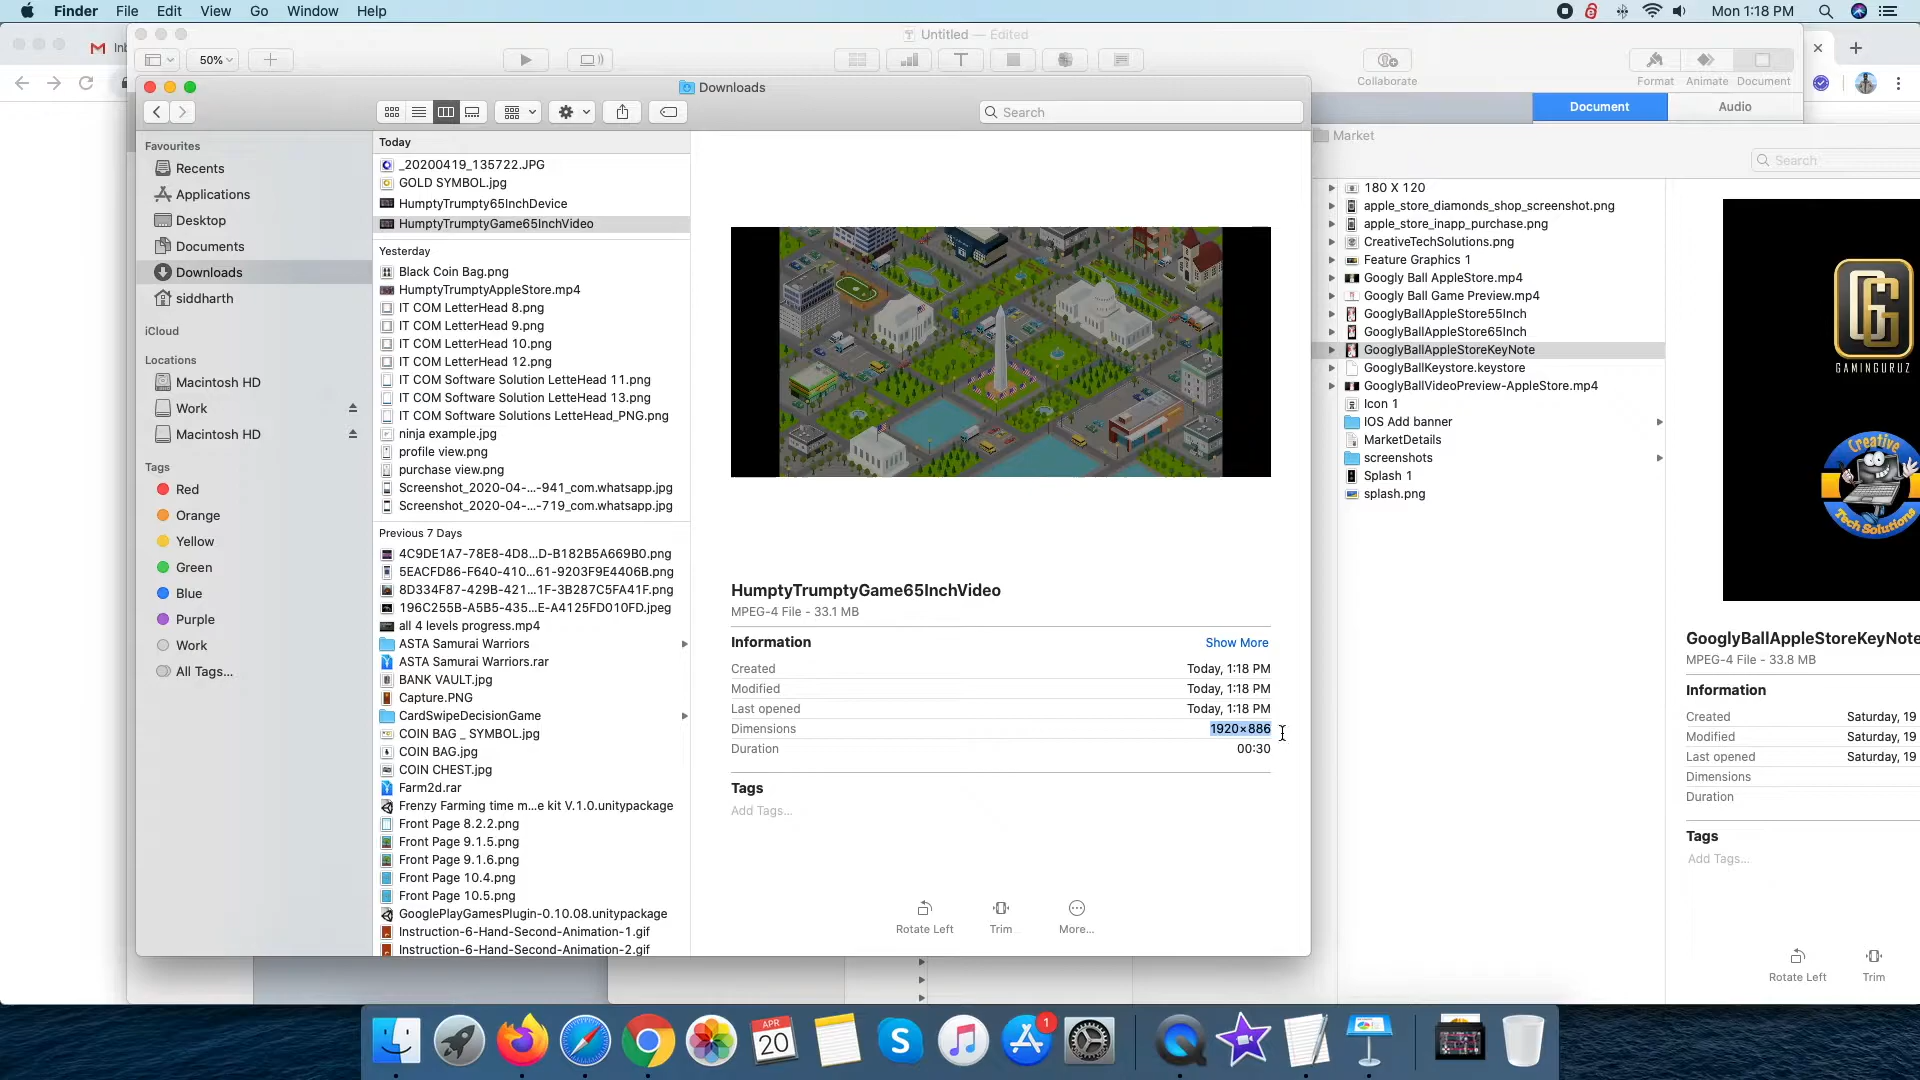 Finder File Edit View Go Window Help
Mon 1:18 PM
Untitled — Edited
50%
Collaborate
Format Animate Document
Document Audio
Downloads
Search
Favourites
Recents
Applications
Desktop
Documents
Downloads
siddharth
iCloud
Locations
Macintosh HD
Work
Macintosh HD
Tags
Red
Orange
Yellow
Green
Blue
Purple
Work
All Tags...
Today
_20200419_135722.JPG
GOLD SYMBOL.jpg
HumptyTrumpty65InchDevice
HumptyTrumptyGame65InchVideo
Yesterday
Black Coin Bag.png
HumptyTrumptyAppleStore.mp4
IT COM LetterHead 8.png
IT COM LetterHead 9.png
IT COM LetterHead 10.png
IT COM LetterHead 12.png
IT COM Software Solution LetteHead 11.png
IT COM Software Solution LetteHead 13.png
IT COM Software Solutions LetteHead_PNG.png
ninja example.jpg
profile view.png
purchase view.png
Screenshot_2020-04-...-941_com.whatsapp.jpg
Screenshot_2020-04-...-719_com.whatsapp.jpg
Previous 7 Days
4C9DE1A7-78E8-4D8...D-B182B5A669B0.png
5EACFD86-F640-410...61-9203F9E4406B.png
8D334F87-429B-421...1F-3B287C5FA41F.png
196C255B-A5B5-435...E-A4125FD010FD.jpeg
all 4 levels progress.mp4
ASTA Samurai Warriors
ASTA Samurai Warriors.rar
BANK VAULT.jpg
Capture.PNG
CardSwipeDecisionGame
COIN BAG _ SYMBOL.jpg
COIN BAG.jpg
COIN CHEST.jpg
Farm2d.rar
Frenzy Farming time m...e kit V.1.0.unitypackage
Front Page 8.2.2.png
Front Page 9.1.5.png
Front Page 9.1.6.png
Front Page 10.4.png
Front Page 10.5.png
GooglePlayGamesPlugin-0.10.08.unitypackage
Instruction-6-Hand-Second-Animation-1.gif
Instruction-6-Hand-Second-Animation-2.gif
HumptyTrumptyGame65InchVideo
MPEG-4 File - 33.1 MB
Information Show More
Created Today, 1:18 PM
Modified Today, 1:18 PM
Last opened Today, 1:18 PM
Dimensions 1920×886
Duration 00:30
Tags
Add Tags...
Rotate Left Trim More...
Market
Search
180 X 120
apple_store_diamonds_shop_screenshot.png
apple_store_inapp_purchase.png
CreativeTechSolutions.png
Feature Graphics 1
Googly Ball AppleStore.mp4
Googly Ball Game Preview.mp4
GooglyBallAppleStore55Inch
GooglyBallAppleStore65Inch
GooglyBallAppleStoreKeyNote
GooglyBallKeystore.keystore
GooglyBallVideoPreview-AppleStore.mp4
Icon 1
IOS Add banner
MarketDetails
screenshots
Splash 1
splash.png
GAMINGURUZ
Creative
Tech Solutions
GooglyBallAppleStoreKeyNote
MPEG-4 File - 33.8 MB
Information
Created Saturday, 19
Modified Saturday, 19
Last opened Saturday, 19
Dimensions
Duration
Tags
Add Tags...
Rotate Left Trim
APR
20
1